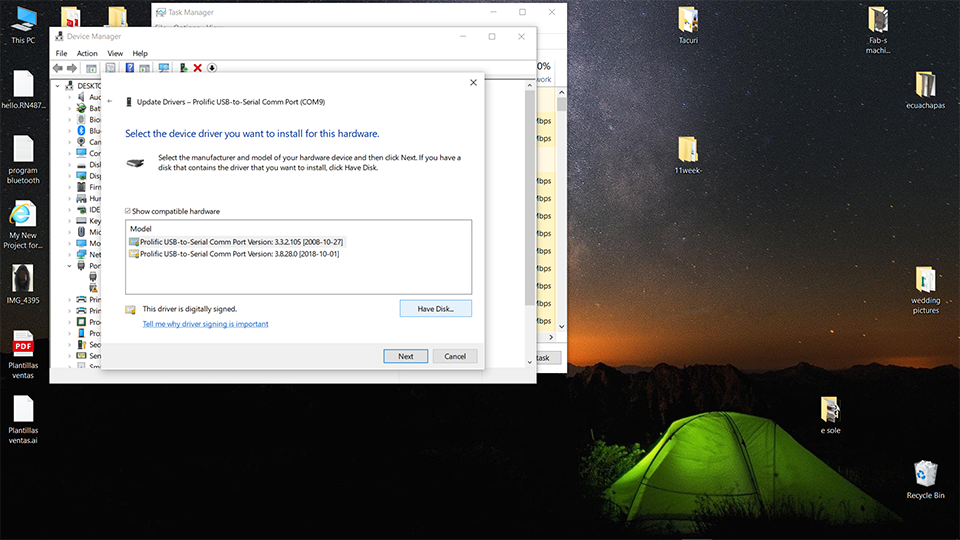 This PC
hello.RN487...
program
bluetooth
My New
Project for...
IMG_4395
PDF
Plantillas
ventas
Plantillas
ventas.ai
Task Manager
Device Manager
File Action View Help
DESKTO
Auc
Bat
Bio
Blu
Can
Cor
Disk
Disp
Firn
Hur
IDE
Key
Mic
Mo
Net
Por
Prin
Prin
Pro
Pro
Sec
Sen
Update Drivers – Prolific USB-to-Serial Comm Port (COM9)
Select the device driver you want to install for this hardware.
Select the manufacturer and model of your hardware device and then click Next. If you have a
disk that contains the driver that you want to install, click Have Disk.
Show compatible hardware
Model
Prolific USB-to-Serial Comm Port Version: 3.3.2.105 [2008-10-27]
Prolific USB-to-Serial Comm Port Version: 3.8.28.0 [2018-10-01]
This driver is digitally signed.
Tell me why driver signing is important
Have Disk...
Next
Cancel
0%
work
Mbps
Mbps
Mbps
Mbps
Mbps
Mbps
Mbps
Mbps
Mbps
Mbps
Mbps
task
Tacuri
Fab-s
machi...
ecuachapas
11week-
wedding
pictures
e sole
Recycle Bin